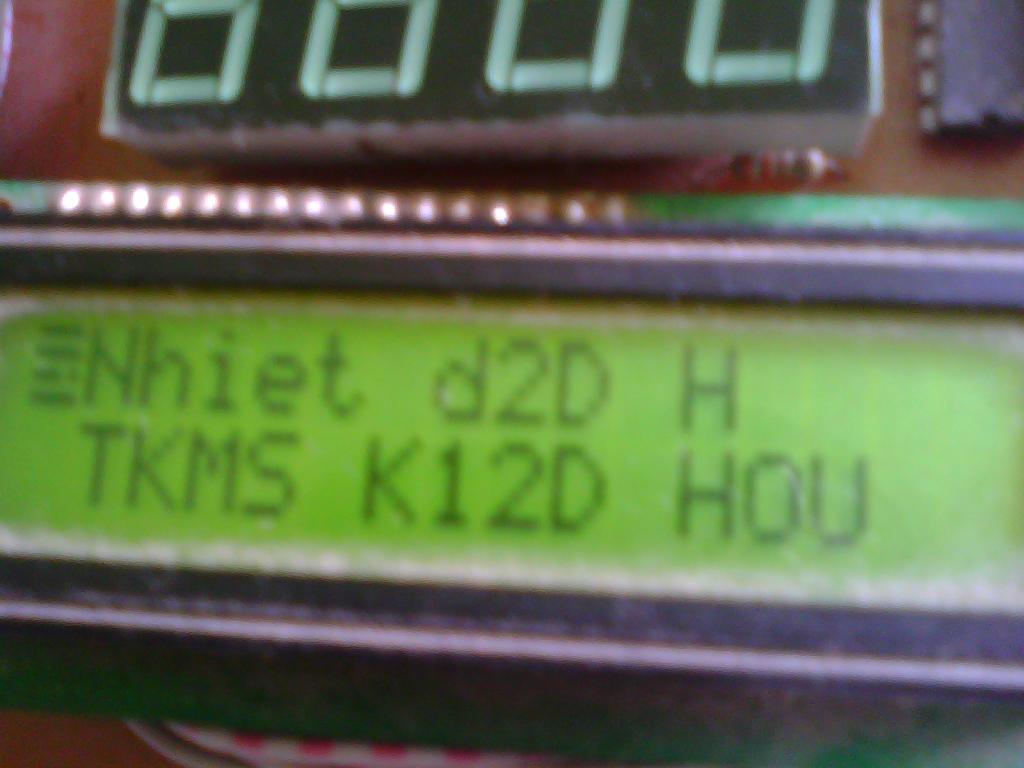 Nhiet d2D H
TKMS K12D HOU